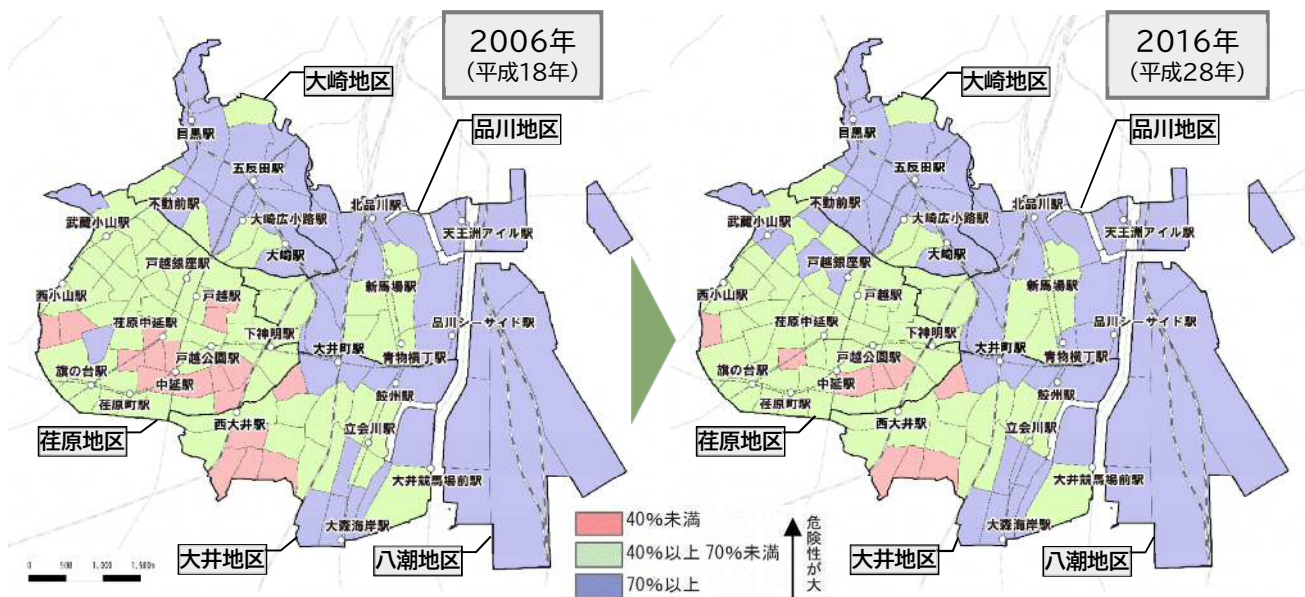 2006年
（平成18年）
大崎地区
品川地区
目黒駅
五反田駅
不動前駅
北品川駅
武蔵小山駅
大崎広小路駅
天王洲アイル駅
大崎駅
戸越銀座駅
新馬場駅
西小山駅
戸越駅
荏原中延駅
下神明駅
品川シーサイド駅
戸越公園駅
大井町駅
青物横丁駅
旗の台駅
中延駅
荏原町駅
鮫州駅
西大井駅
荏原地区
立会川駅
大井競馬場前駅
大森海岸駅
大井地区
八潮地区
0 500 1,000 1,500m
40%未満
40%以上 70%未満
70%以上
危険性が大
2016年
（平成28年）
大崎地区
品川地区
目黒駅
五反田駅
不動前駅
北品川駅
武蔵小山駅
大崎広小路駅
天王洲アイル駅
大崎駅
戸越銀座駅
新馬場駅
西小山駅
戸越駅
荏原中延駅
下神明駅
品川シーサイド駅
戸越公園駅
大井町駅
青物横丁駅
旗の台駅
中延駅
荏原町駅
鮫州駅
西大井駅
荏原地区
立会川駅
大井競馬場前駅
大森海岸駅
大井地区
八潮地区